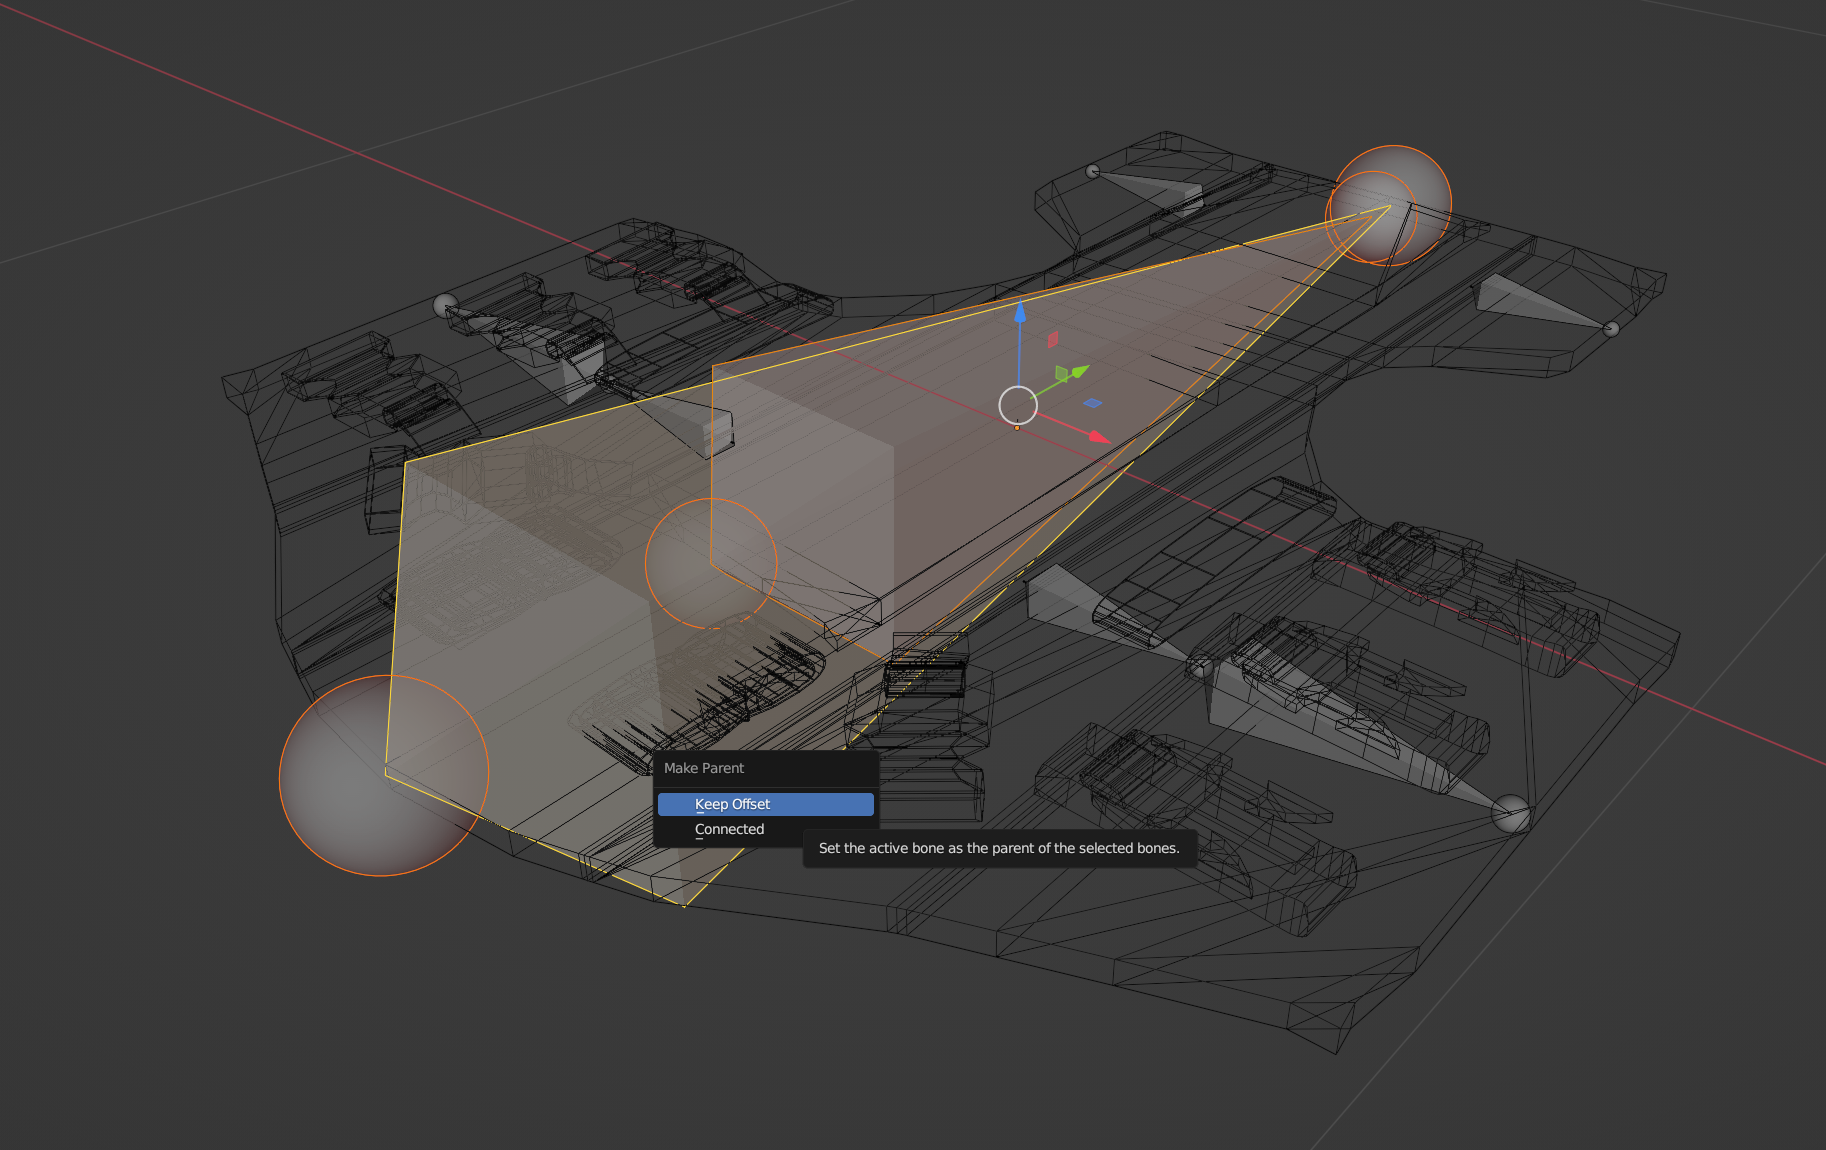 Make Parent
Keep Offset
Connected
Set the active bone as the parent of the selected bones.